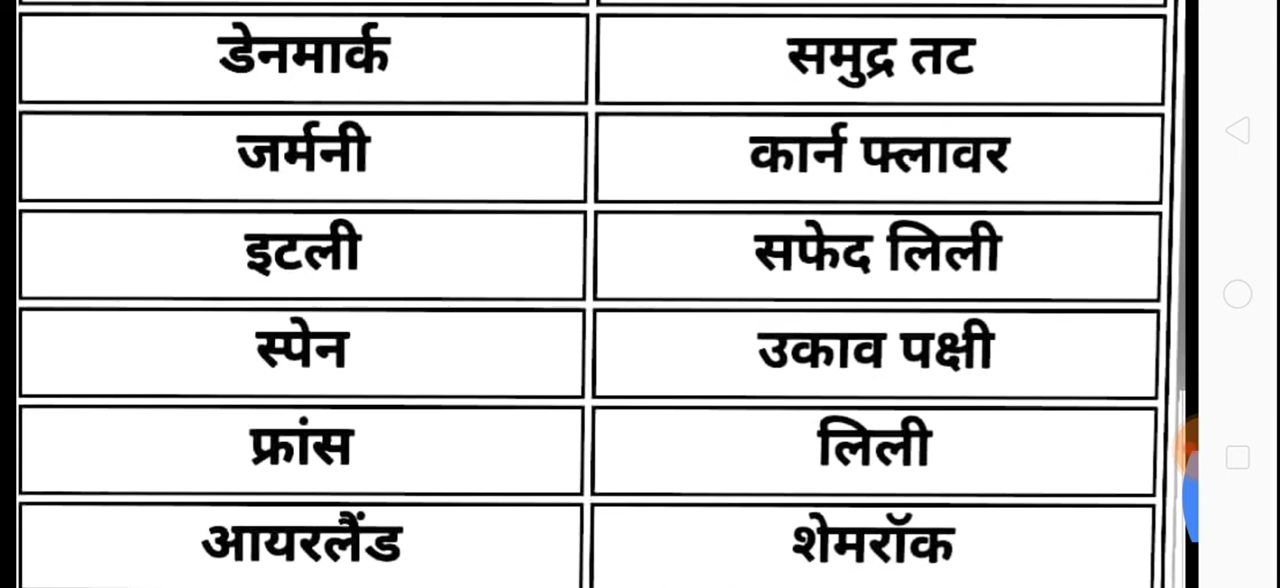 डेनमार्क समुद्र तट
जर्मनी कार्न फ्लावर
इटली सफेद लिली
स्पेन उकाव पक्षी
फ्रांस लिली
आयरलैंड शेमरॉक